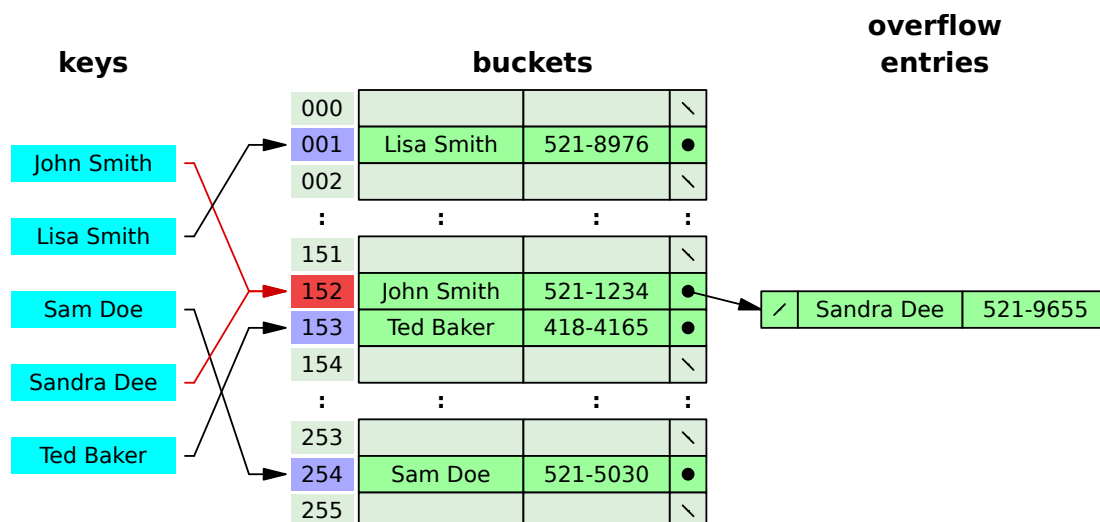 keys
buckets
overflow
entries
000
001 Lisa Smith 521-8976
002
: : : :
151
152 John Smith 521-1234
153 Ted Baker 418-4165
154
: : : :
253
254 Sam Doe 521-5030
255
John Smith
Lisa Smith
Sam Doe
Sandra Dee
Ted Baker
Sandra Dee 521-9655